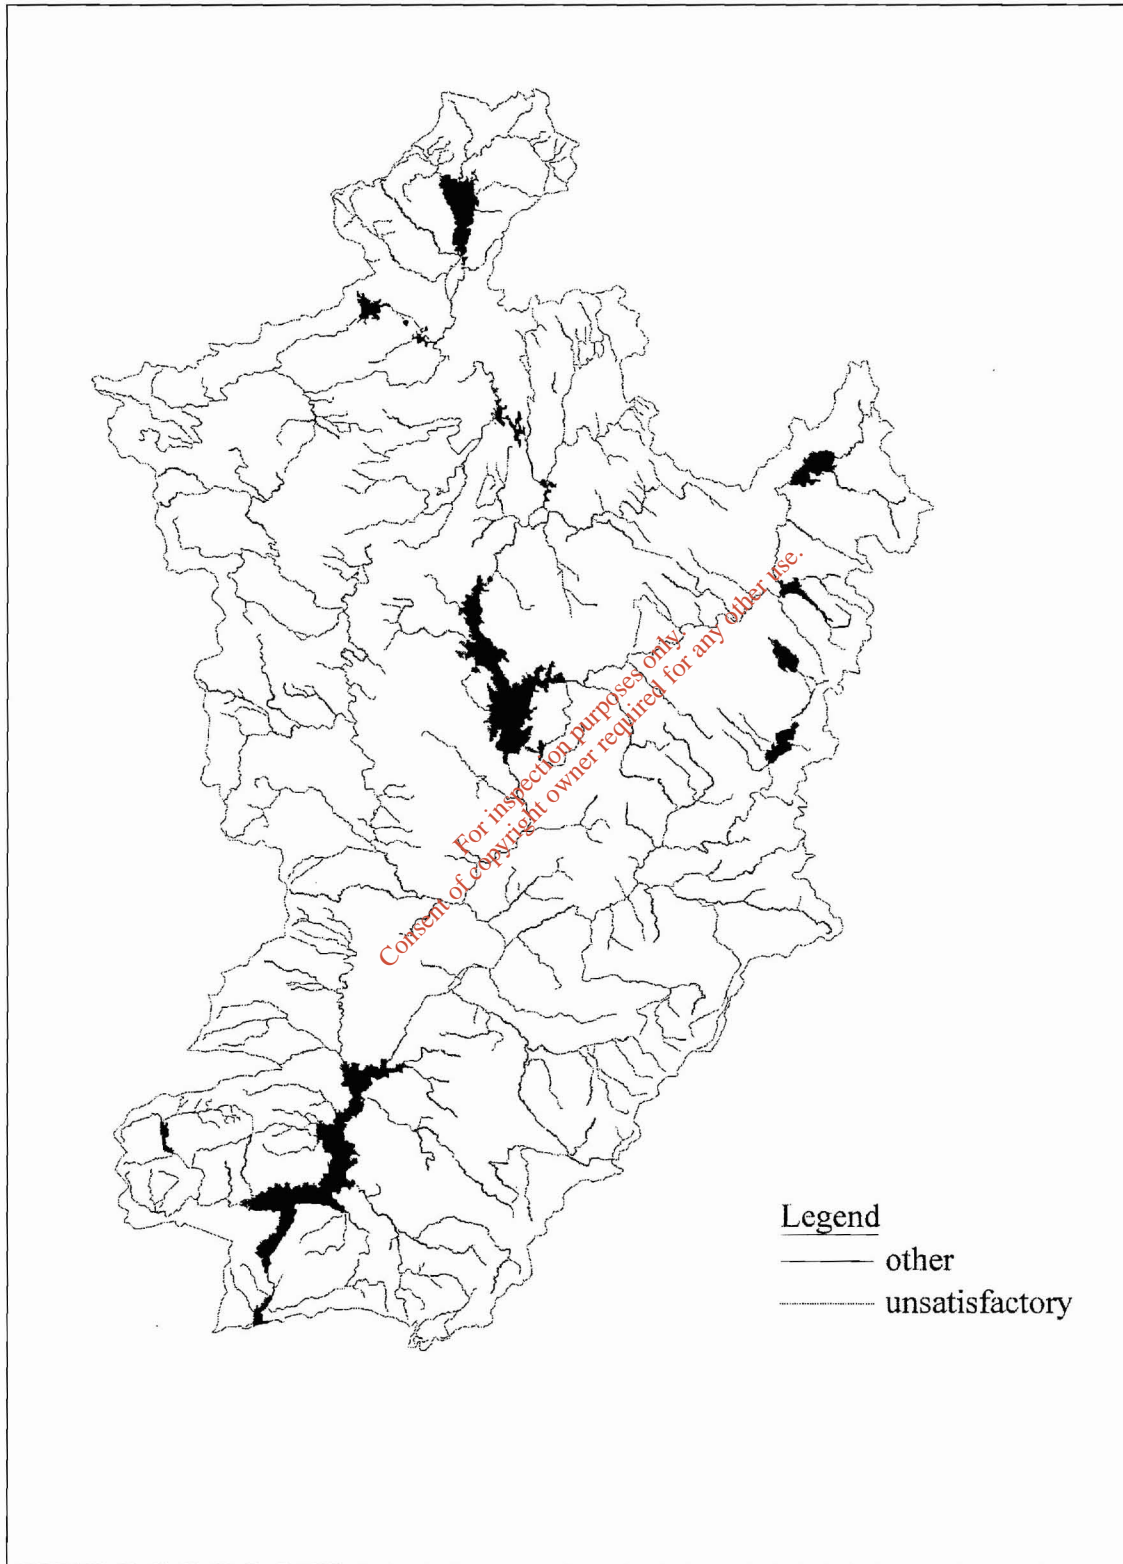 For inspection purposes only.
Consent of copyright owner required for any other use.
Legend
other
unsatisfactory